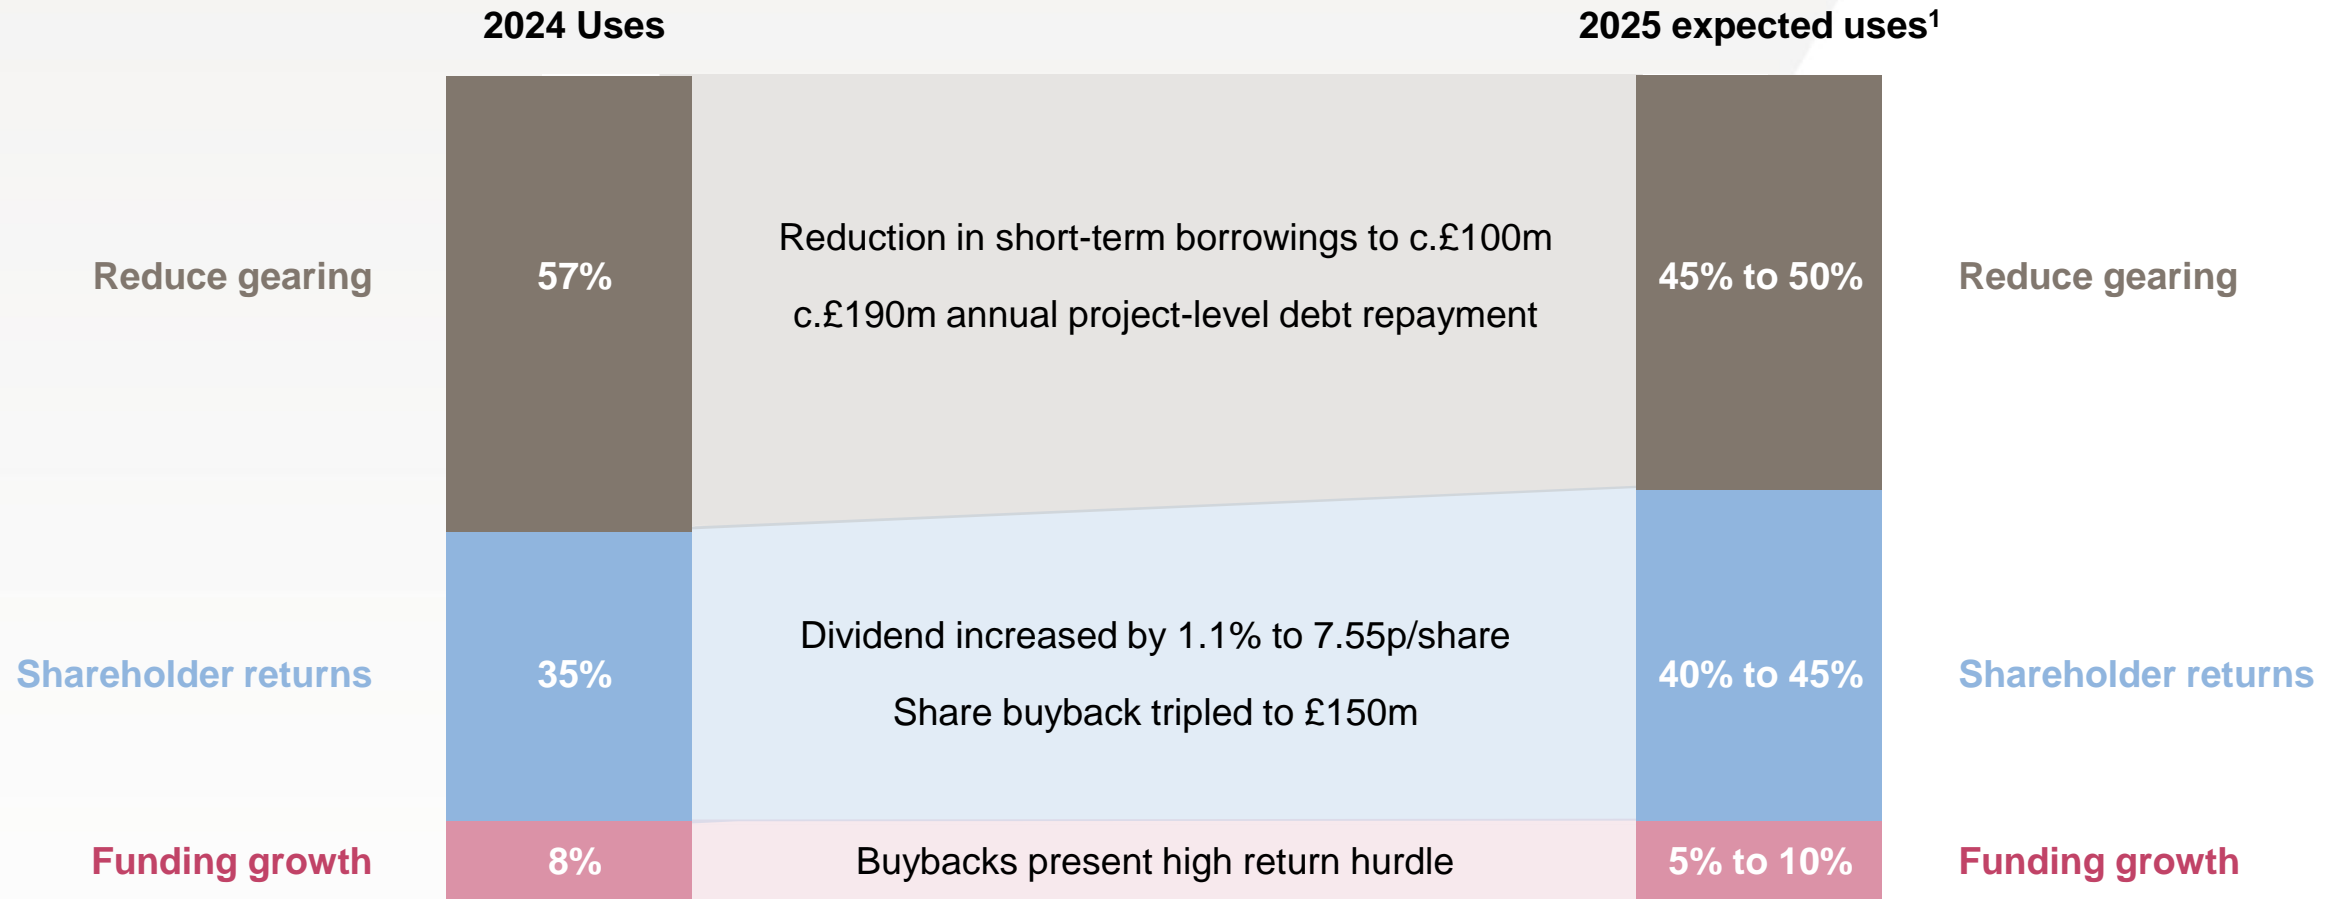 2024 Uses
2025 expected uses¹
Reduce gearing
57%
Reduction in short-term borrowings to c.£100m
c.£190m annual project-level debt repayment
45% to 50%
Reduce gearing
Shareholder returns
35%
Dividend increased by 1.1% to 7.55p/share
Share buyback tripled to £150m
40% to 45%
Shareholder returns
Funding growth
8%
Buybacks present high return hurdle
5% to 10%
Funding growth